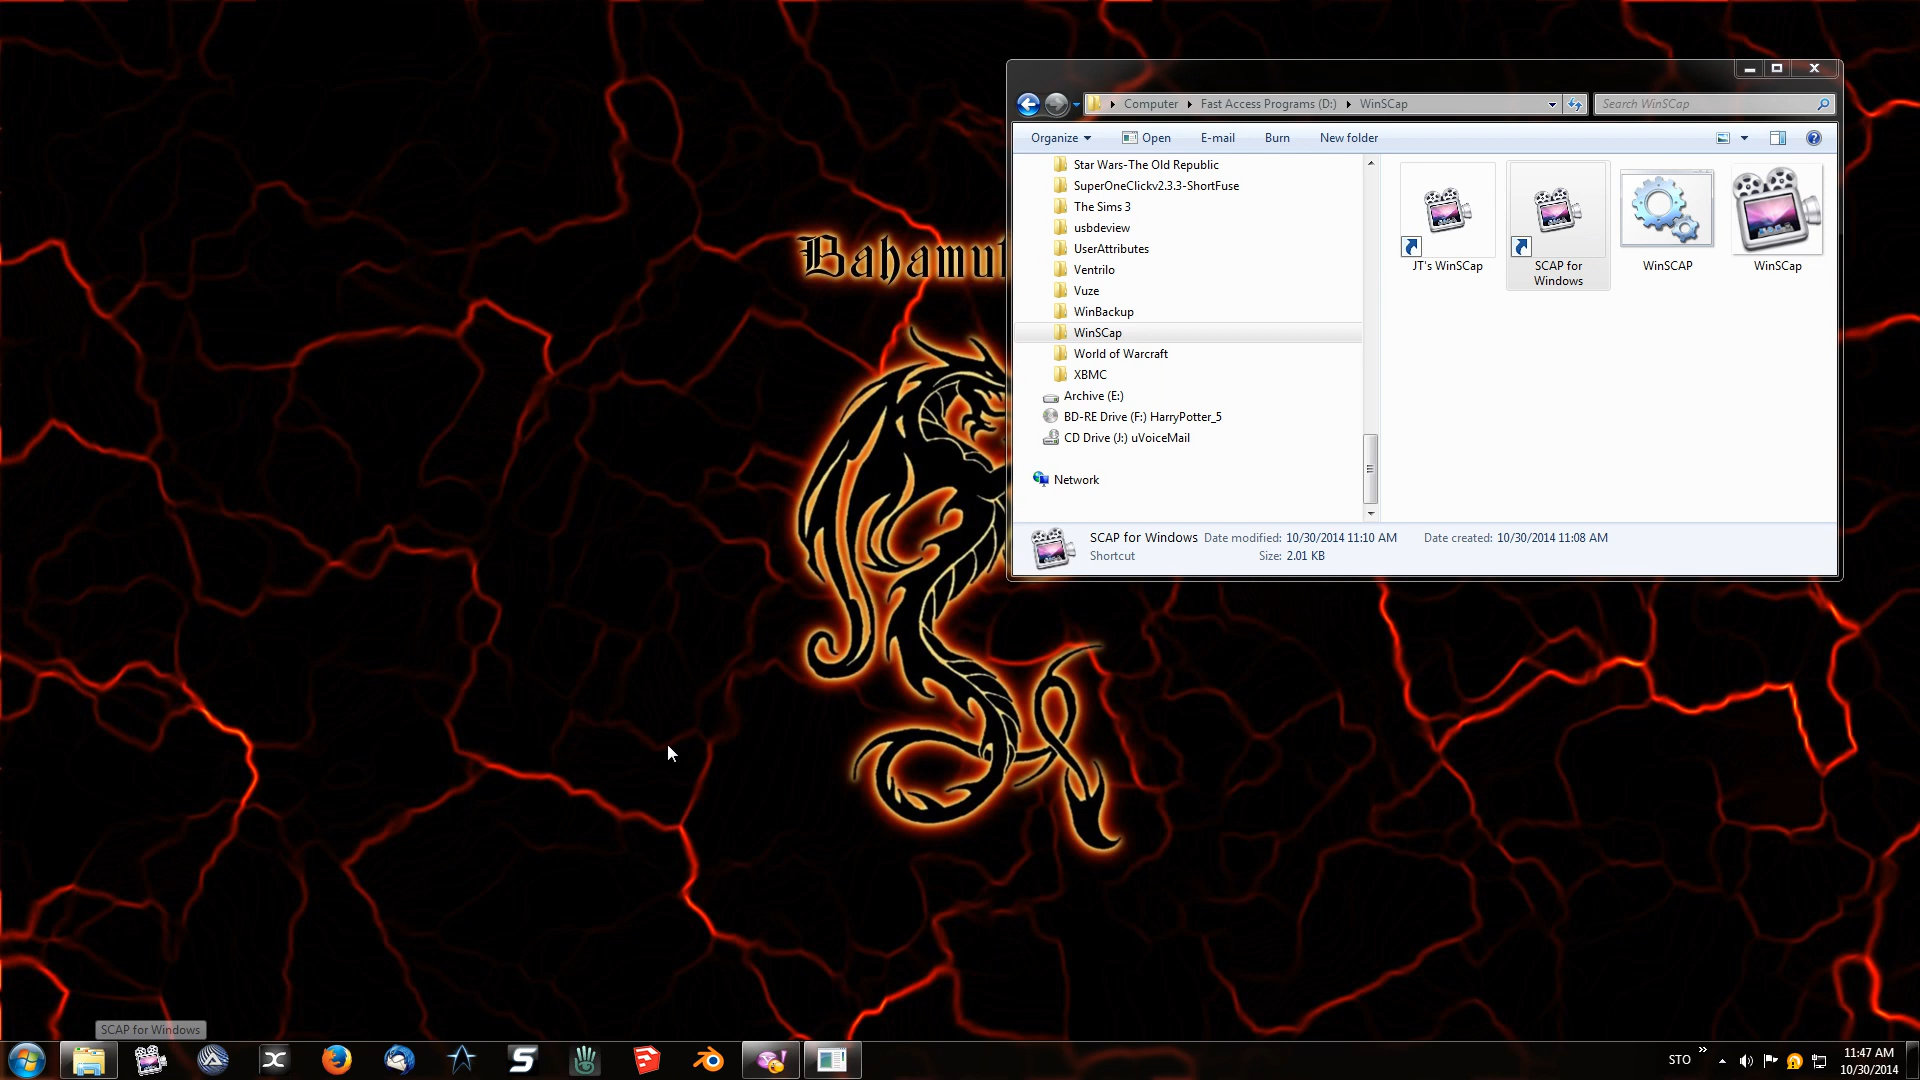 Computer ▸ Fast Access Programs (D:) ▸ WinSCap
Search WinSCap
Organize
Open
E-mail
Burn
New folder
Star Wars-The Old Republic
SuperOneClickv2.3.3-ShortFuse
The Sims 3
usbdeview
UserAttributes
Ventrilo
Vuze
WinBackup
WinSCap
World of Warcraft
XBMC
Archive (E:)
BD-RE Drive (F:) HarryPotter_5
CD Drive (J:) uVoiceMail
Network
JT's WinSCap
SCAP for
Windows
WinSCAP
WinSCap
SCAP for Windows Date modified: 10/30/2014 11:10 AM Date created: 10/30/2014 11:08 AM
Shortcut Size: 2.01 KB
SCAP for Windows
STO
11:47 AM
10/30/2014